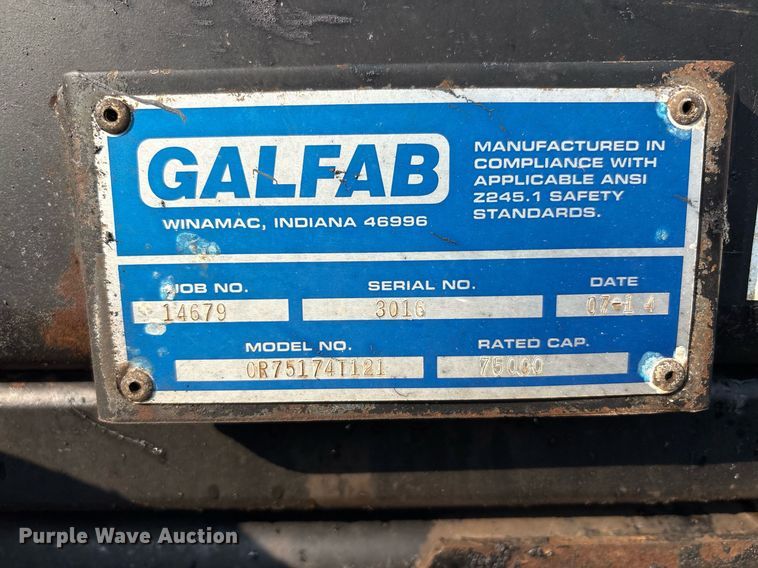 GALFAB
WINAMAC, INDIANA 46996
MANUFACTURED IN
COMPLIANCE WITH
APPLICABLE ANSI
Z245.1 SAFETY
STANDARDS.
JOB NO. SERIAL NO. DATE
14679 3016 07-14
MODEL NO. RATED CAP.
OR75174T121 75000
Purple Wave Auction